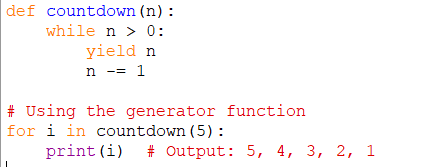 def countdown(n):
    while n > 0:
        yield n
        n -= 1

# Using the generator function
for i in countdown(5):
    print(i)  # Output: 5, 4, 3, 2, 1